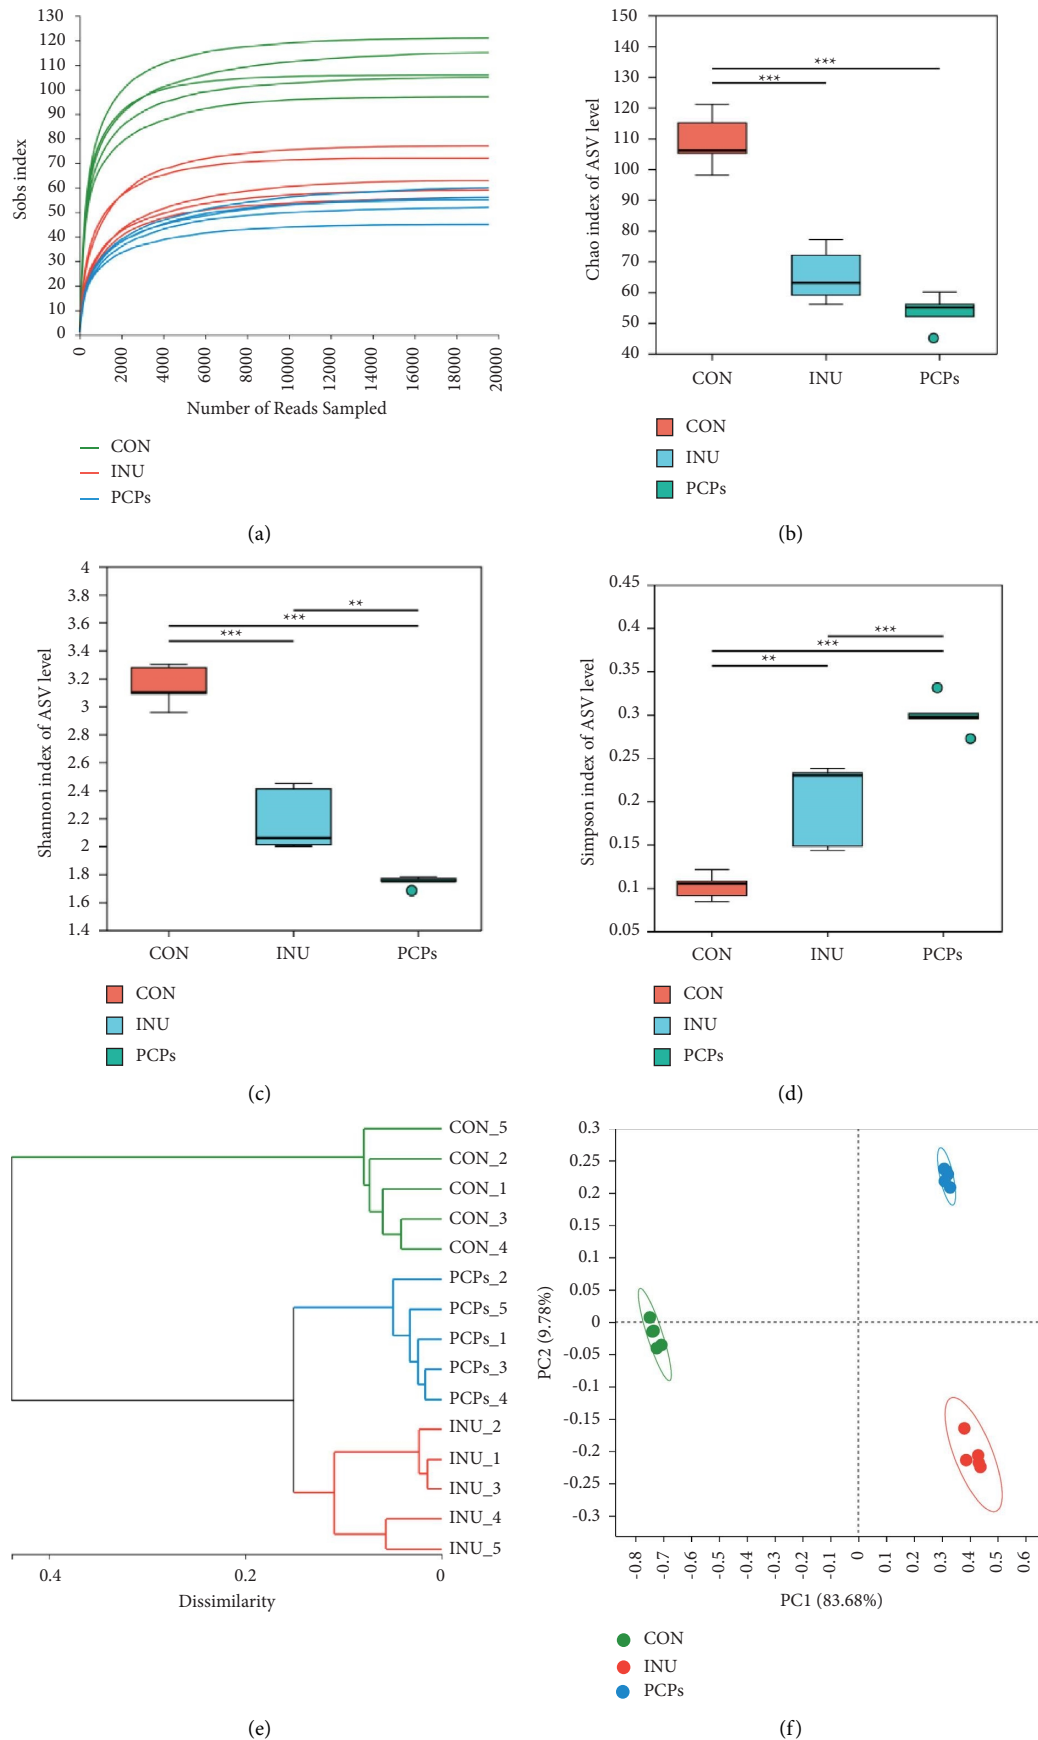 130
120
110
100
90
80
70
60
50
40
30
20
10
0
Sobs index
0
2000
4000
6000
8000
10000
12000
14000
16000
18000
20000
Number of Reads Sampled
CON
INU
PCPs
(a)
150
140
130
120
110
100
90
80
70
60
50
40
Chao index of ASV level
***
***
CON INU PCPs
CON
INU
PCPs
(b)
4
3.8
3.6
3.4
3.2
3
2.8
2.6
2.4
2.2
2
1.8
1.6
1.4
Shannon index of ASV level
**
***
***
CON INU PCPs
CON
INU
PCPs
(c)
0.45
0.4
0.35
0.3
0.25
0.2
0.15
0.1
0.05
Simpson index of ASV level
***
***
**
CON INU PCPs
CON
INU
PCPs
(d)
CON_5
CON_2
CON_1
CON_3
CON_4
PCPs_2
PCPs_5
PCPs_1
PCPs_3
PCPs_4
INU_2
INU_1
INU_3
INU_4
INU_5
0.4 0.2 0
Dissimilarity
(e)
0.3
0.25
0.2
0.15
0.1
0.05
0
-0.05
-0.1
-0.15
-0.2
-0.25
-0.3
PC2 (9.78%)
-0.8
-0.7
-0.6
-0.5
-0.4
-0.3
-0.2
-0.1
0
0.1
0.2
0.3
0.4
0.5
0.6
PC1 (83.68%)
CON
INU
PCPs
(f)